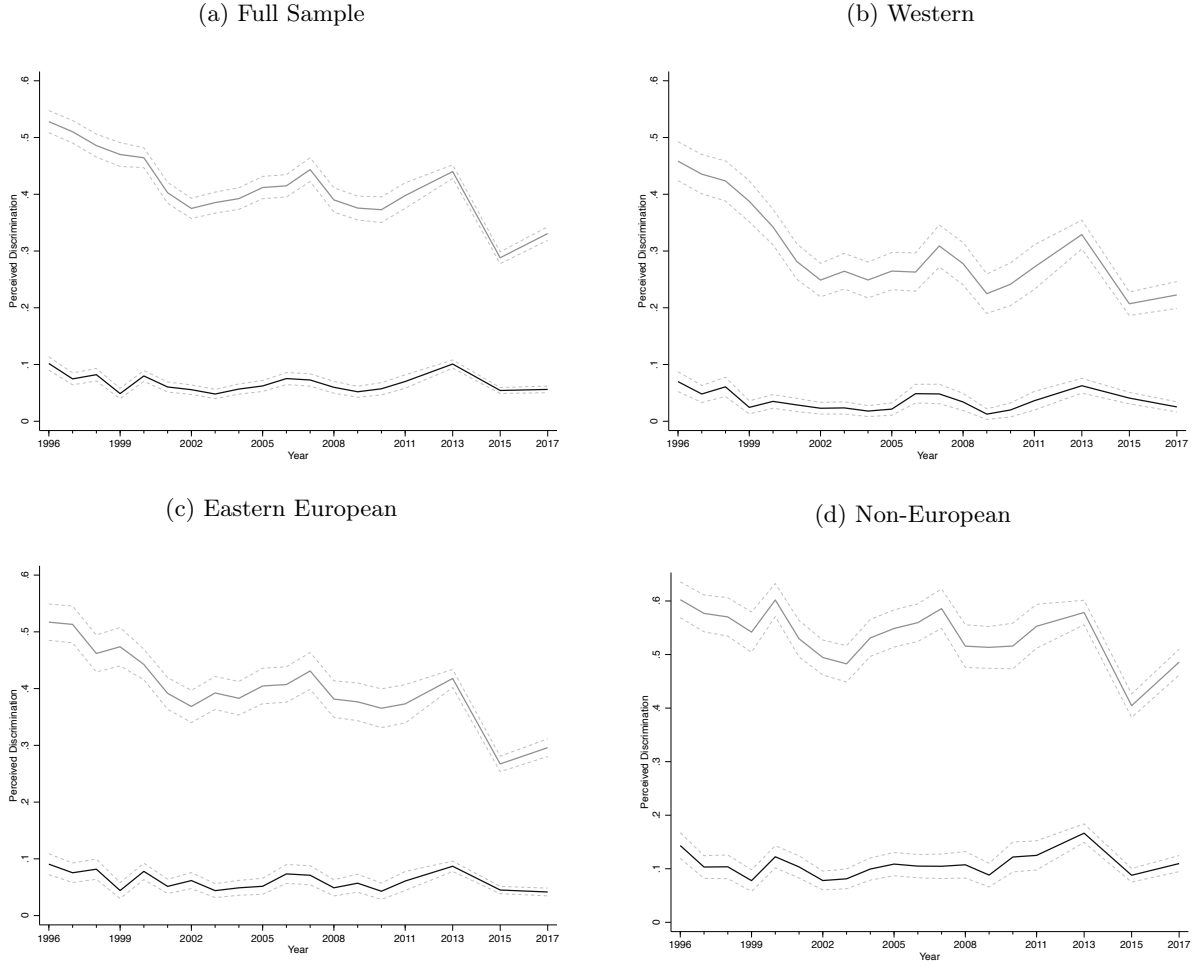 (a) Full Sample
Perceived Discrimination
.6
.5
.4
.3
.2
.1
0
1996 1999 2002 2005 2008 2011 2013 2015 2017
Year
(b) Western
Perceived Discrimination
.6
.5
.4
.3
.2
.1
0
1996 1999 2002 2005 2008 2011 2013 2015 2017
Year
(c) Eastern European
Perceived Discrimination
.6
.5
.4
.3
.2
.1
0
1996 1999 2002 2005 2008 2011 2013 2015 2017
Year
(d) Non-European
Perceived Discrimination
.6
.5
.4
.3
.2
.1
0
1996 1999 2002 2005 2008 2011 2013 2015 2017
Year